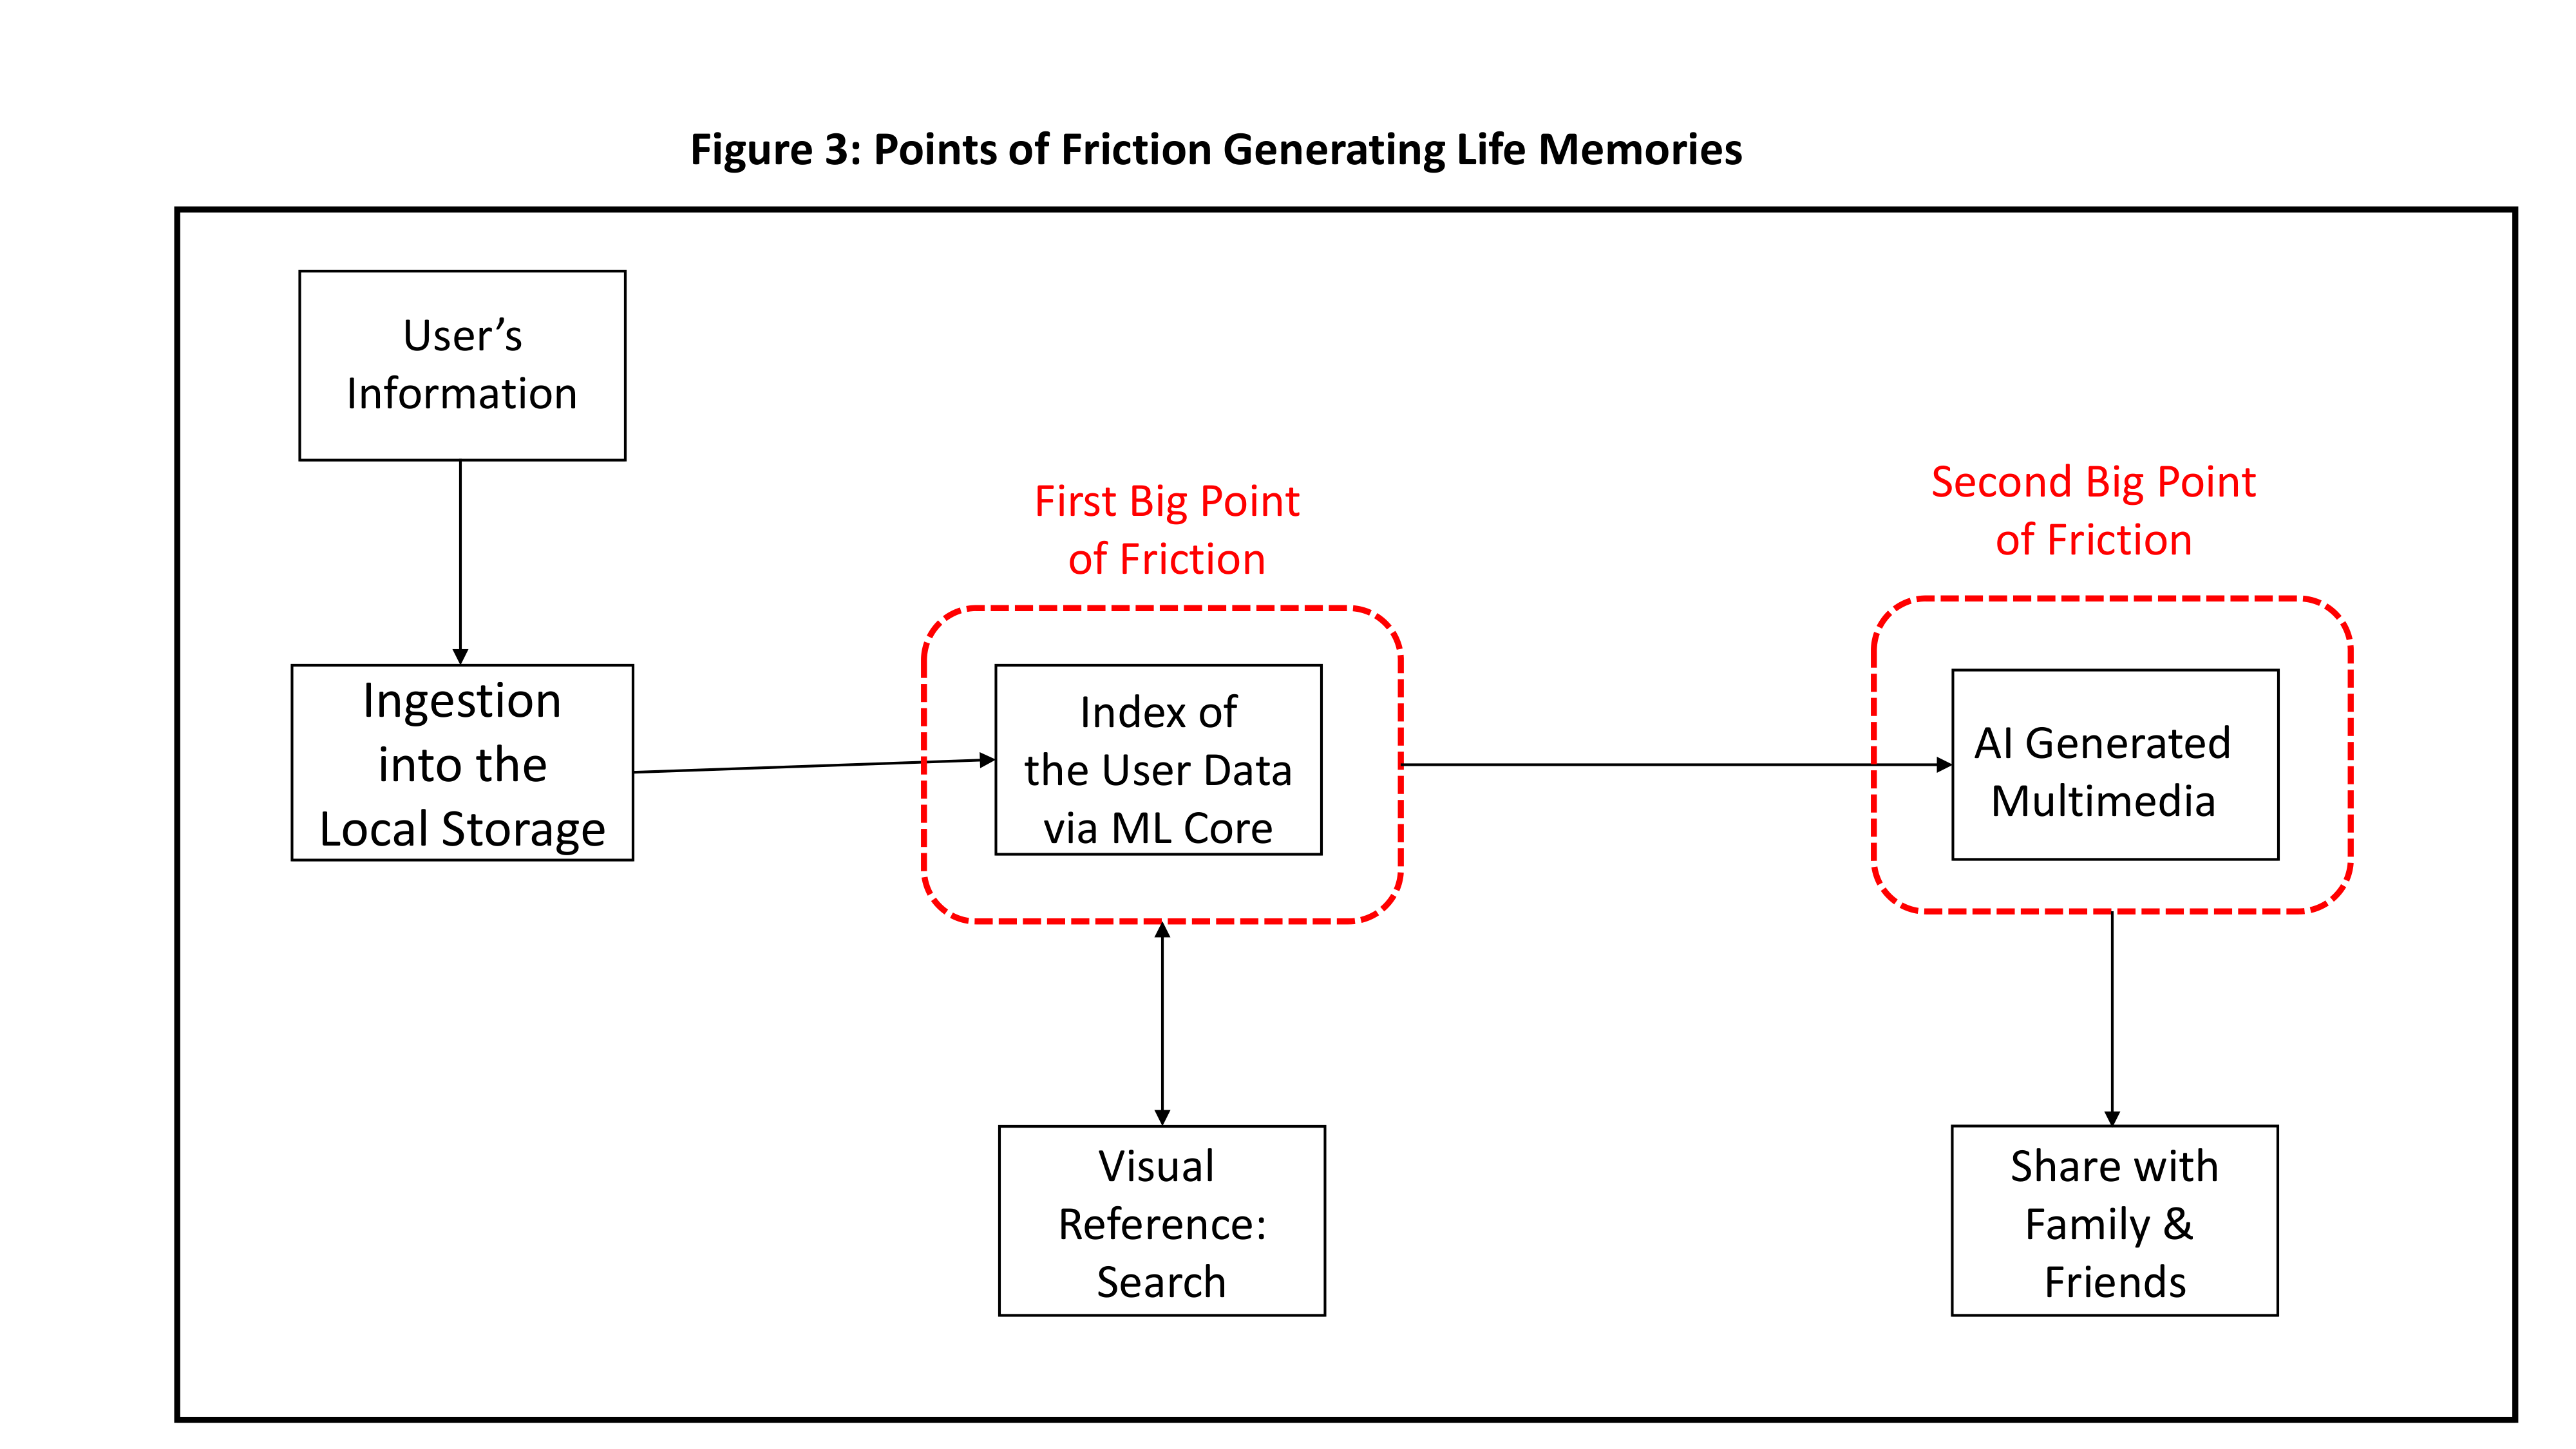 Figure 3: Points of Friction Generating Life Memories
User’s
Information
First Big Point
of Friction
Second Big Point
of Friction
Ingestion
into the
Local Storage
Index of
the User Data
via ML Core
AI Generated
Multimedia
Visual
Reference:
Search
Share with
Family &
Friends